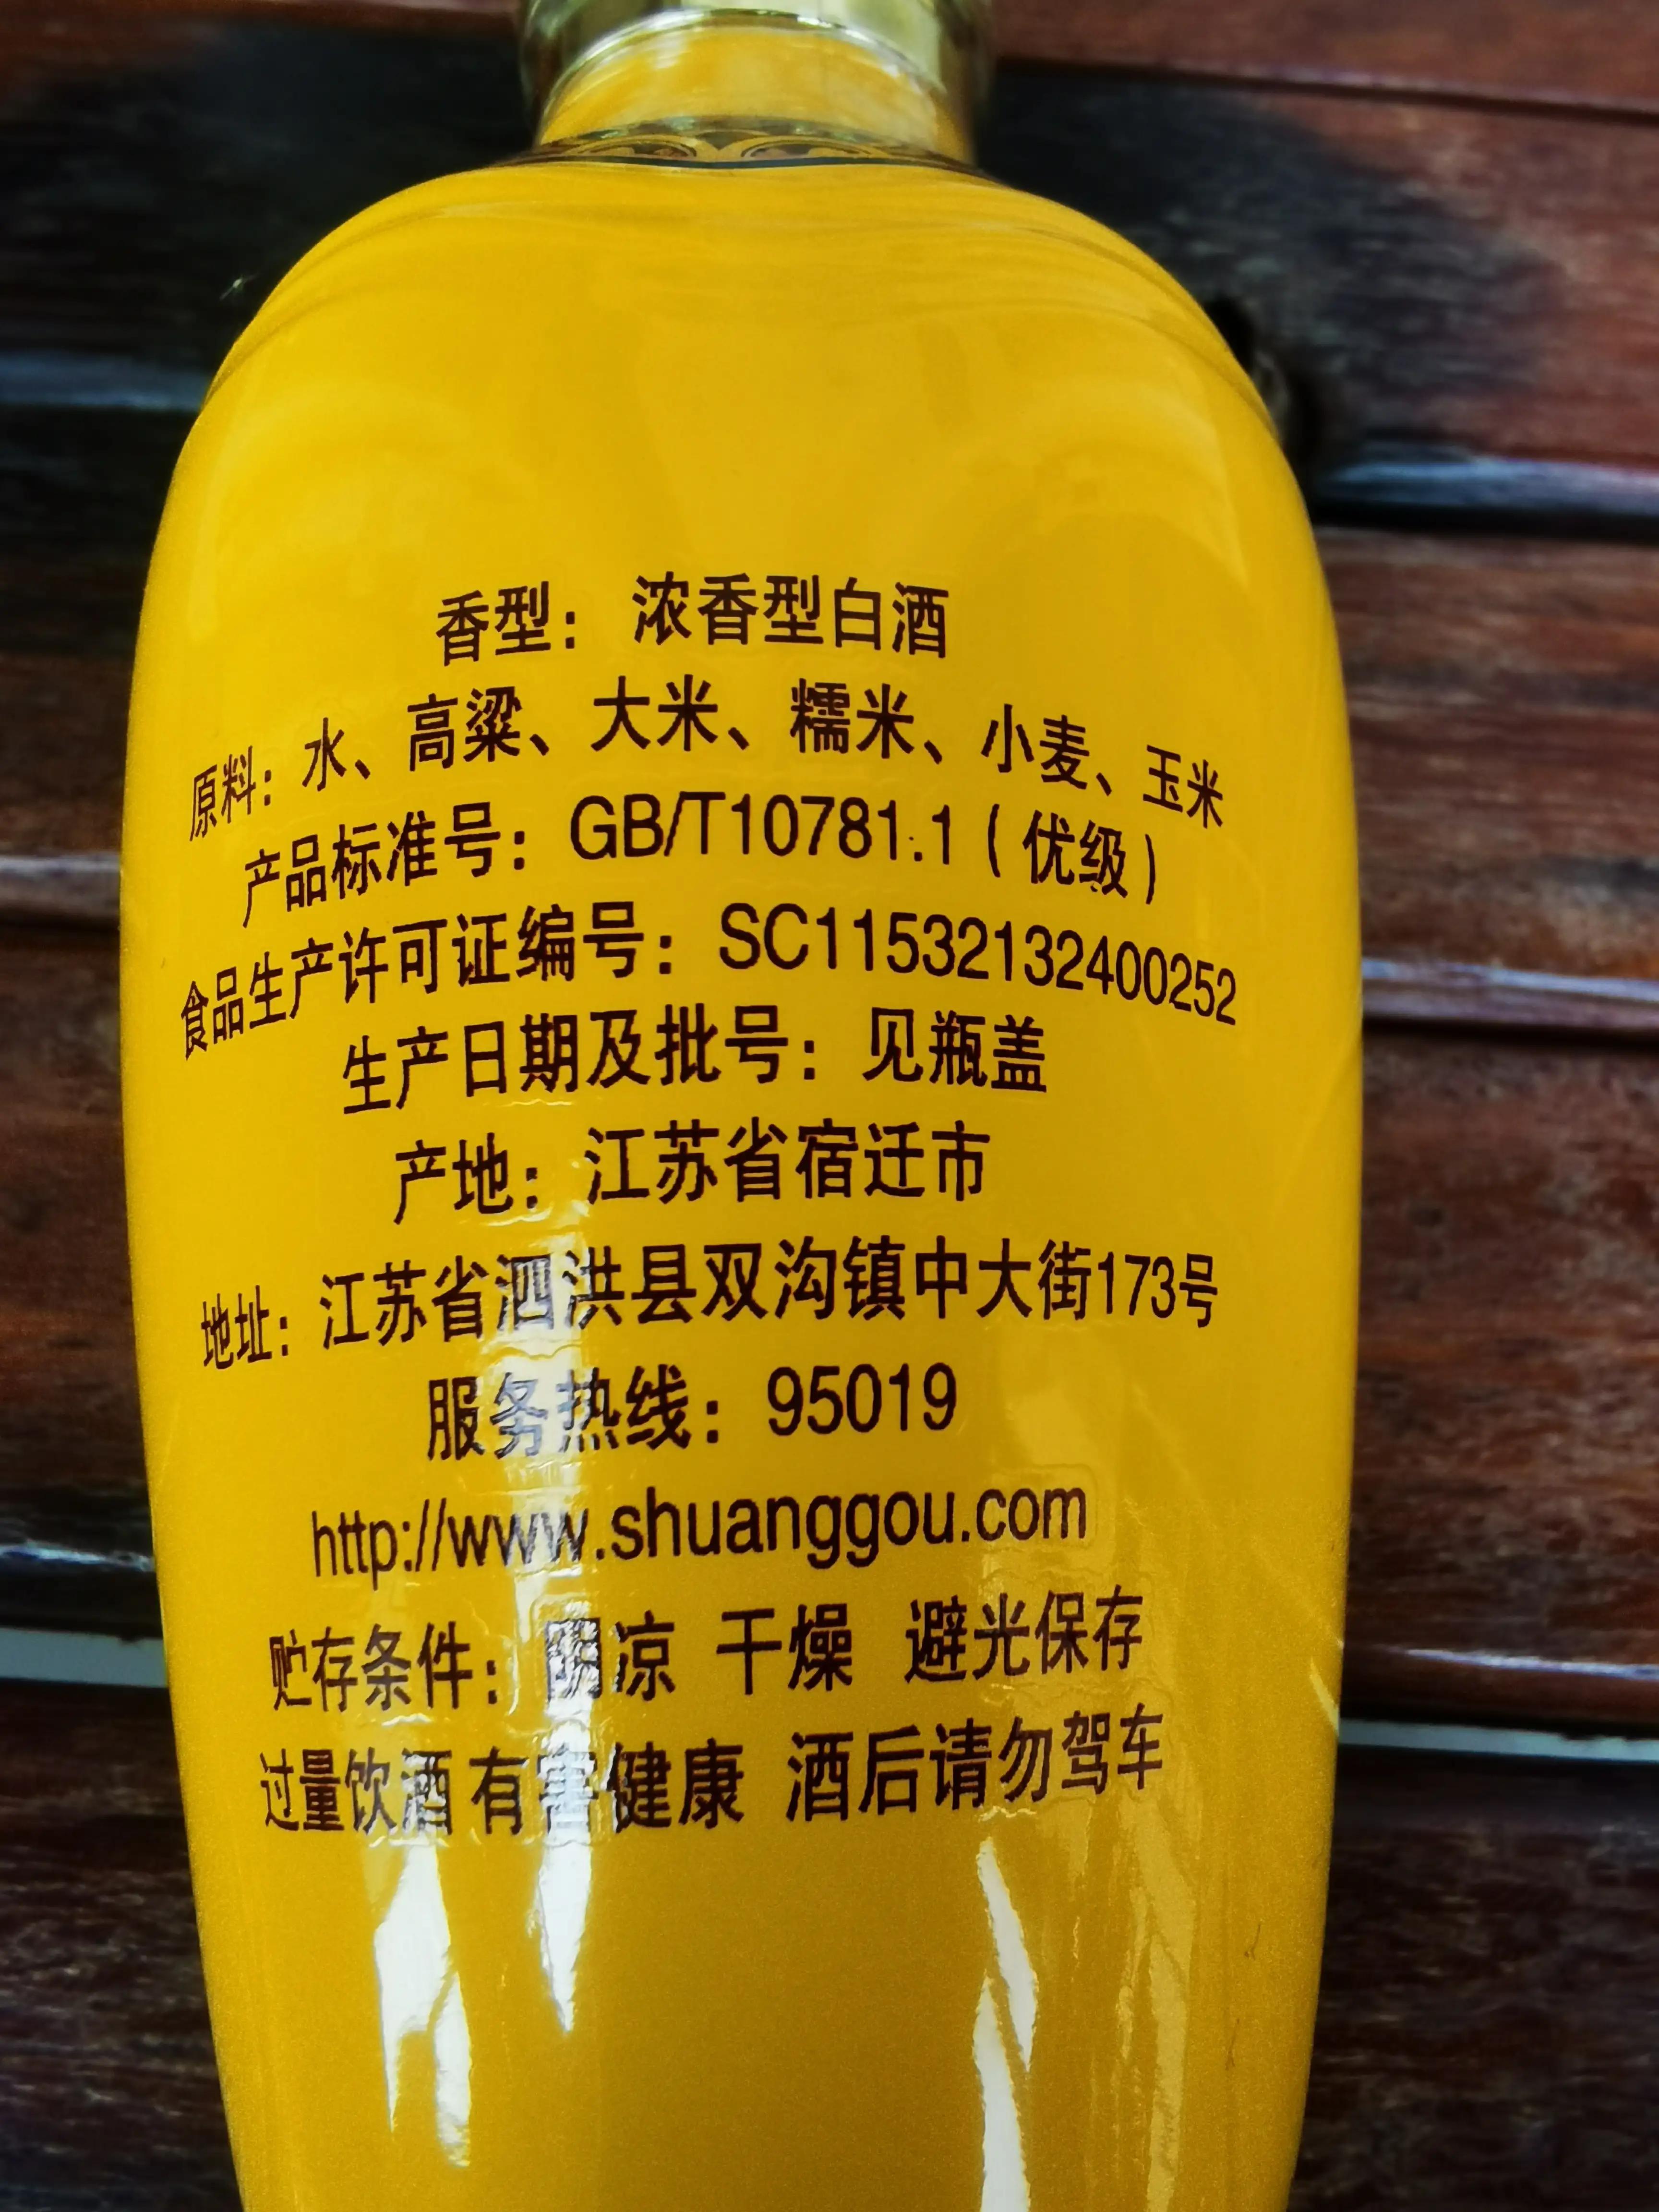 香型：浓香型白酒
原料：水、高粱、大米、糯米、小麦、玉米
产品标准号：GB/T10781.1（优级）
食品生产许可证编号：SC11532132400252
生产日期及批号：见瓶盖
产地：江苏省宿迁市
地址：江苏省泗洪县双沟镇中大街173号
服务热线：95019
http://www.shuanggou.com
贮存条件：阴凉 干燥 避光保存
过量饮酒有害健康 酒后请勿驾车